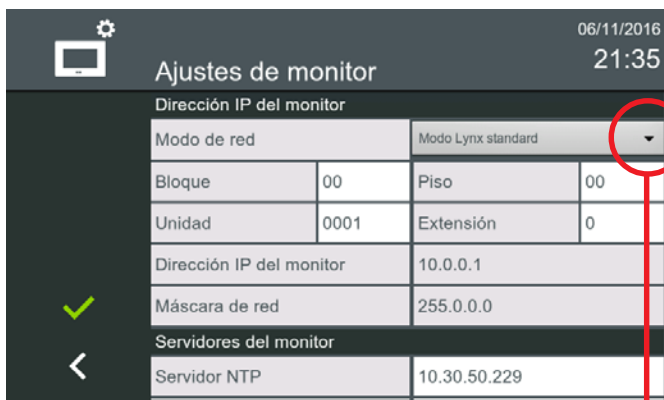 06/11/2016
21:35
Ajustes de monitor
Dirección IP del monitor
Modo de red Modo Lynx standard
Bloque 00 Piso 00
Unidad 0001 Extensión 0
Dirección IP del monitor 10.0.0.1
Máscara de red 255.0.0.0
Servidores del monitor
Servidor NTP 10.30.50.229